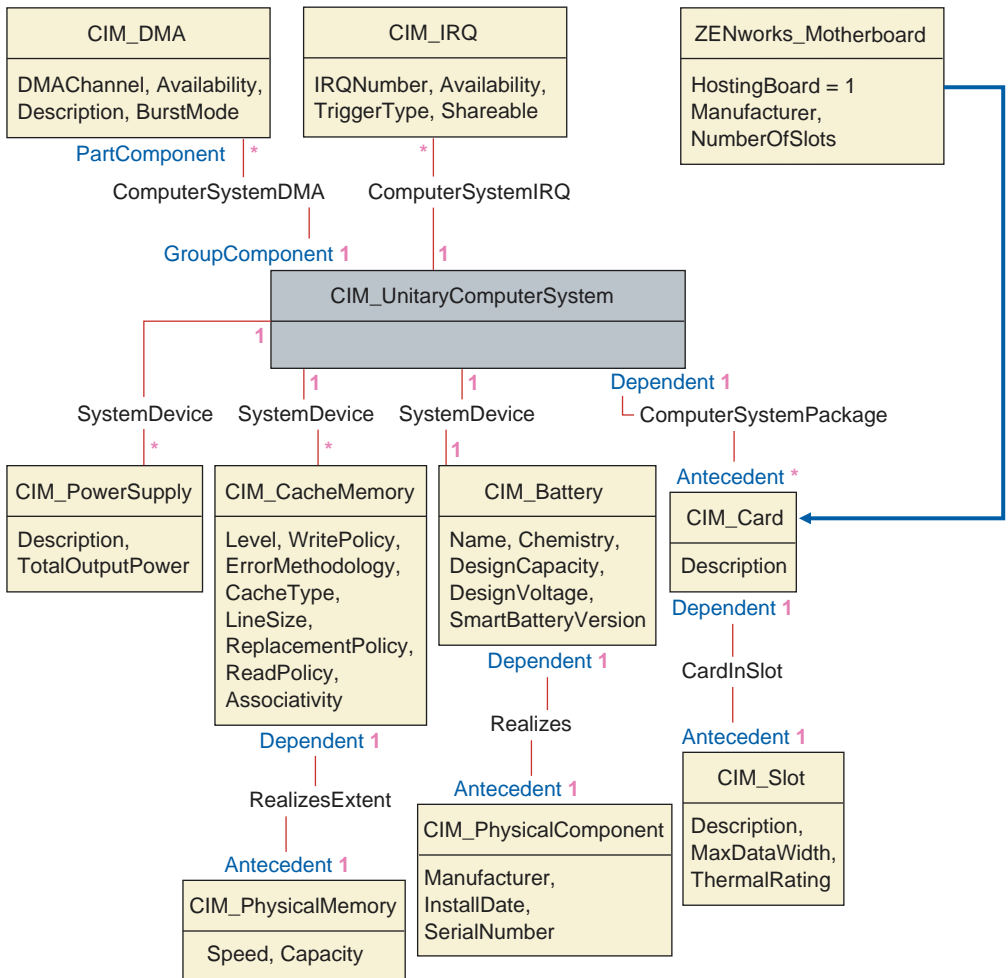 CIM_DMA
DMAChannel, Availability,
Description, BurstMode
CIM_IRQ
IRQNumber, Availability,
TriggerType, Shareable
ZENworks_Motherboard
HostingBoard = 1
Manufacturer,
NumberOfSlots
PartComponent *
*
ComputerSystemDMA
ComputerSystemIRQ
GroupComponent 1
1
CIM_UnitaryComputerSystem
1
1
1
Dependent 1
SystemDevice
SystemDevice
SystemDevice
ComputerSystemPackage
*
*
1
Antecedent *
CIM_PowerSupply
Description,
TotalOutputPower
CIM_CacheMemory
Level, WritePolicy,
ErrorMethodology,
CacheType,
LineSize,
ReplacementPolicy,
ReadPolicy,
Associativity
CIM_Battery
Name, Chemistry,
DesignCapacity,
DesignVoltage,
SmartBatteryVersion
CIM_Card
Description
Dependent 1
Dependent 1
Dependent 1
CardInSlot
Realizes
RealizesExtent
Antecedent 1
Antecedent 1
Antecedent 1
CIM_Slot
Description,
MaxDataWidth,
ThermalRating
CIM_PhysicalComponent
Manufacturer,
InstallDate,
SerialNumber
CIM_PhysicalMemory
Speed, Capacity